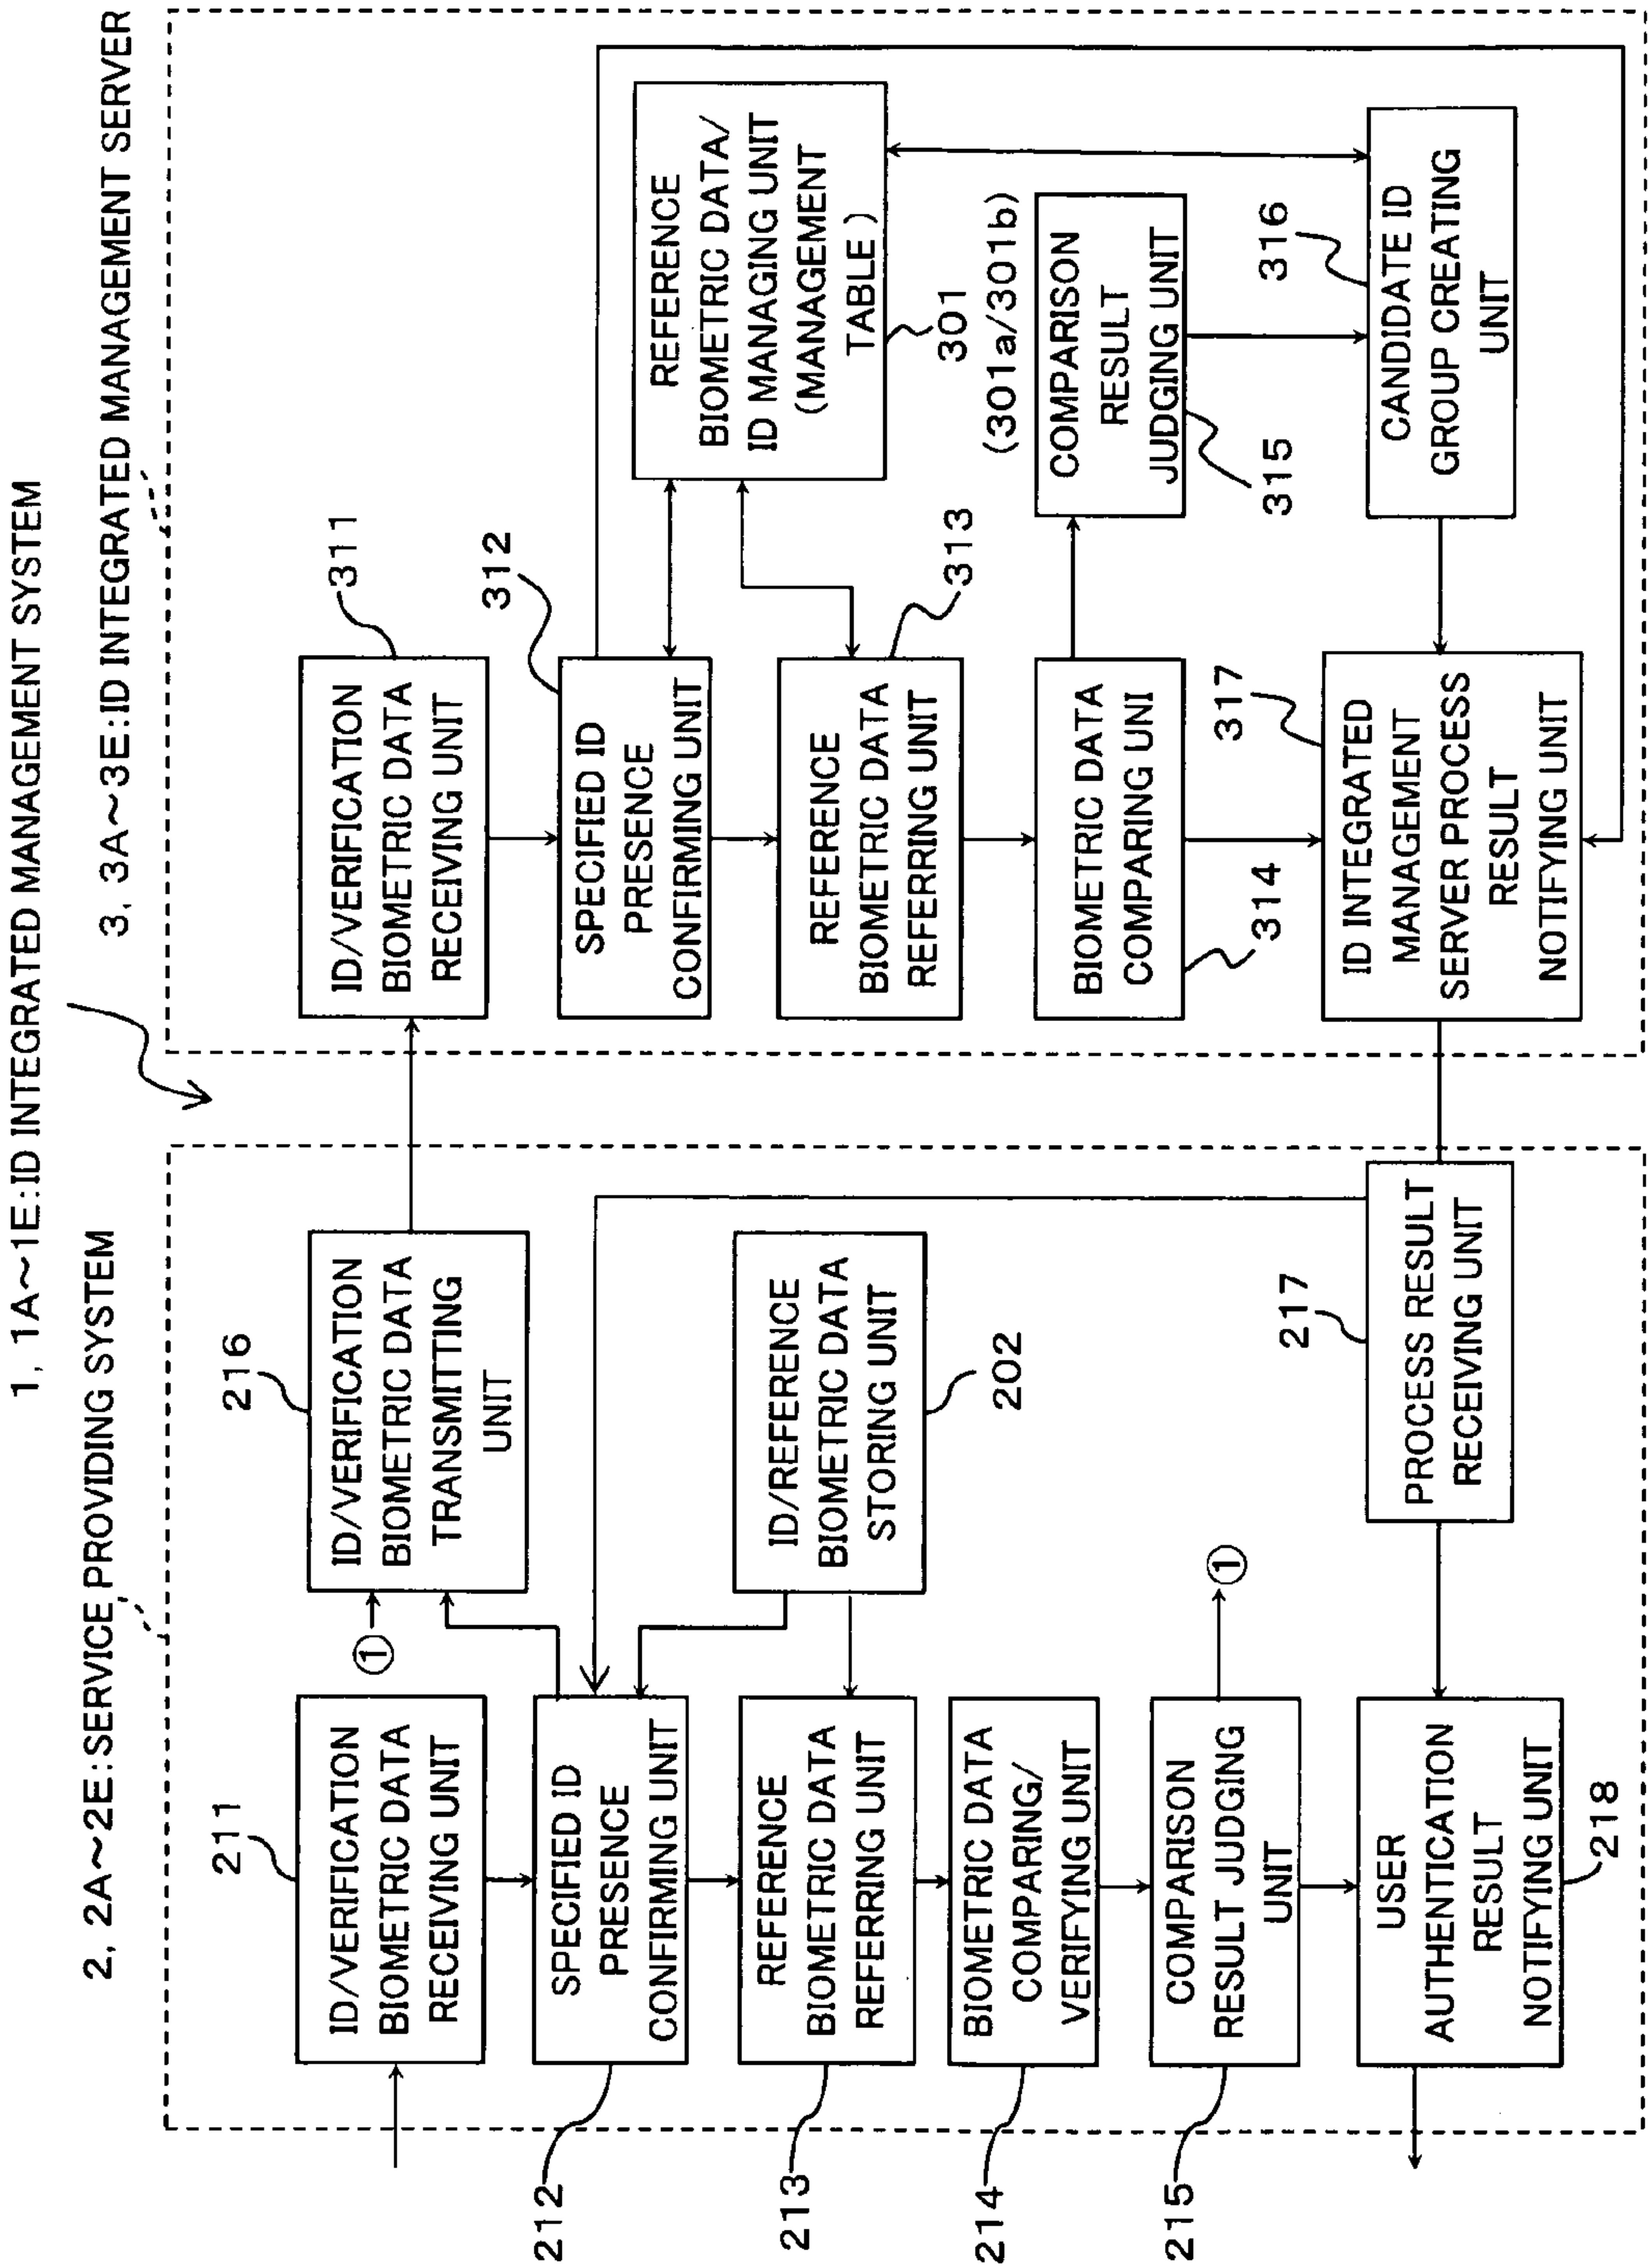 1, 1A~1E:ID INTEGRATED MANAGEMENT SYSTEM
2, 2A~2E:SERVICE PROVIDING SYSTEM
3, 3A~3E:ID INTEGRATED MANAGEMENT SERVER
211
ID/VERIFICATION
BIOMETRIC DATA
RECEIVING UNIT
①
216
ID/VERIFICATION
BIOMETRIC DATA
TRANSMITTING
UNIT
212
SPECIFIED ID
PRESENCE
CONFIRMING UNIT
ID/REFERENCE
BIOMETRIC DATA
STORING UNIT
202
213
REFERENCE
BIOMETRIC DATA
REFERRING UNIT
214
BIOMETRIC DATA
COMPARING/
VERIFYING UNIT
215
COMPARISON
RESULT JUDGING
UNIT
①
217
PROCESS RESULT
RECEIVING UNIT
USER
AUTHENTICATION
RESULT
NOTIFYING UNIT
218
311
ID/VERIFICATION
BIOMETRIC DATA
RECEIVING UNIT
312
SPECIFIED ID
PRESENCE
CONFIRMING UNIT
REFERENCE
BIOMETRIC DATA/
ID MANAGING UNIT
(MANAGEMENT
TABLE)
301
(301a/301b)
313
REFERENCE
BIOMETRIC DATA
REFERRING UNIT
BIOMETRIC DATA
COMPARING UNI
314
COMPARISON
RESULT
JUDGING UNIT
315
316
CANDIDATE ID
GROUP CREATING
UNIT
317
ID INTEGRATED
MANAGEMENT
SERVER PROCESS
RESULT
NOTIFYING UNIT